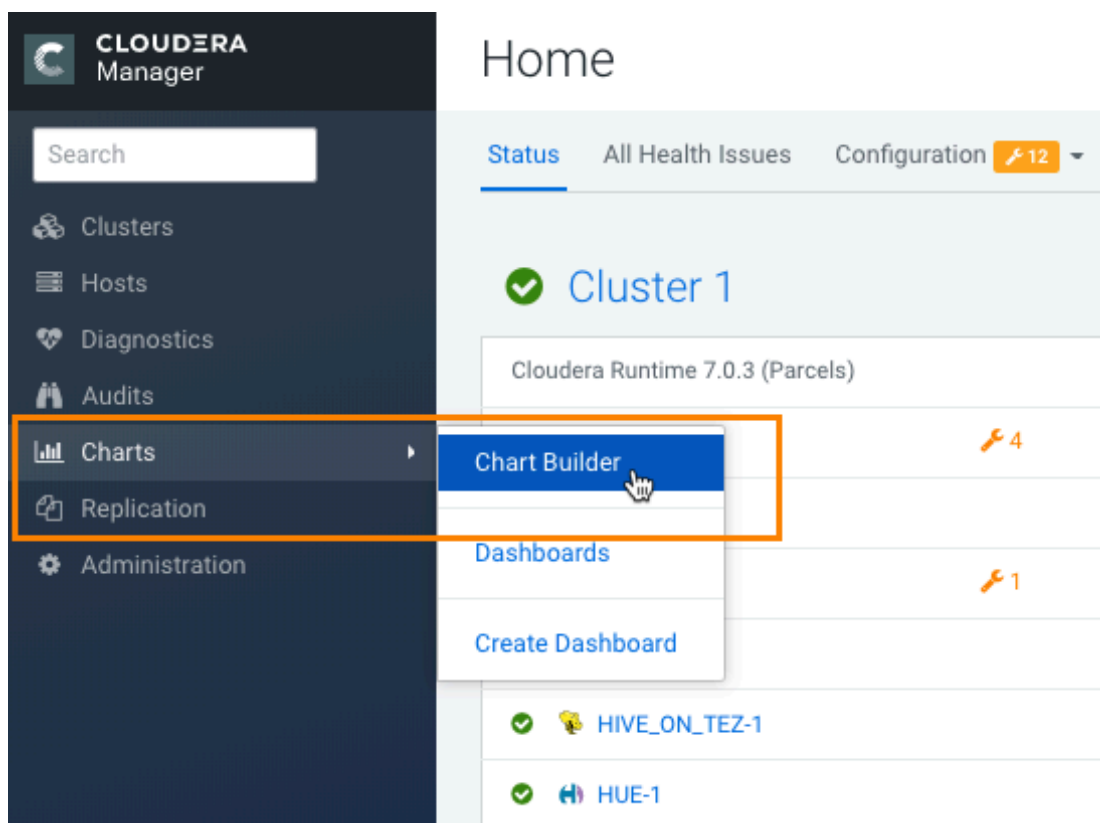 CLOUDERA
Manager
Home
Search
Status All Health Issues Configuration 12
Clusters
Hosts
Diagnostics
Audits
Charts
Replication
Administration
Cluster 1
Cloudera Runtime 7.0.3 (Parcels)
4
Chart Builder
Dashboards
1
Create Dashboard
HIVE_ON_TEZ-1
HUE-1